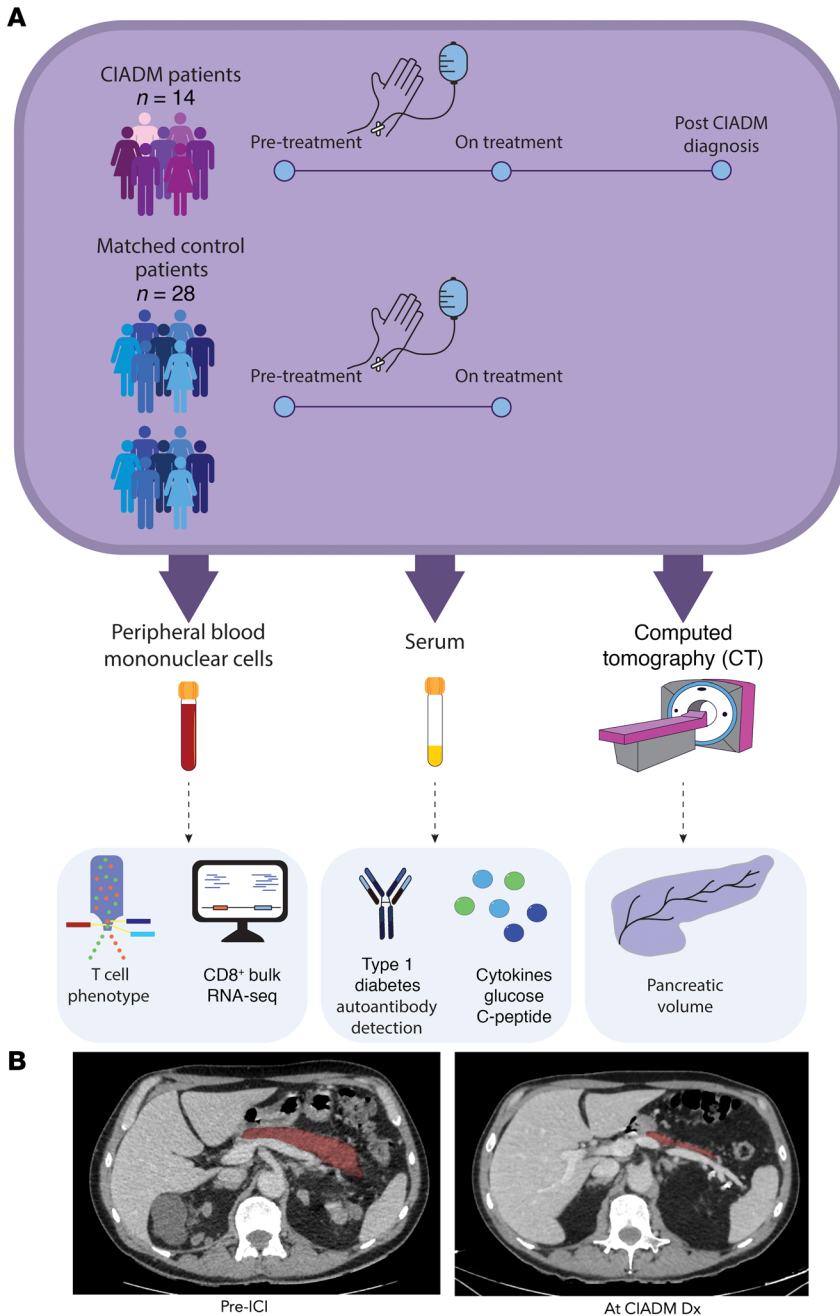 A
CIADM patients
n = 14
Pre-treatment
On treatment
Post CIADM
diagnosis
Matched control
patients
n = 28
Pre-treatment
On treatment
Peripheral blood
mononuclear cells
Serum
Computed
tomography (CT)
T cell
phenotype
CD8⁺ bulk
RNA-seq
Type 1
diabetes
autoantibody
detection
Cytokines
glucose
C-peptide
Pancreatic
volume
B
Pre-ICI
At CIADM Dx